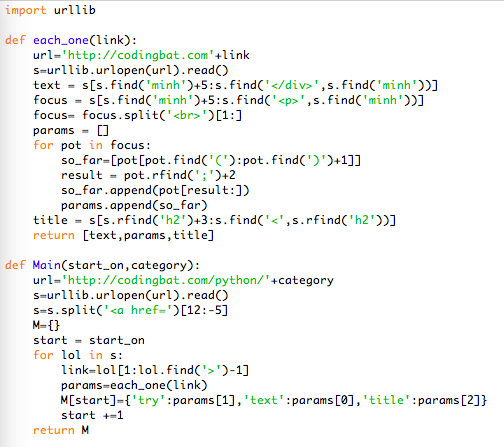 import urllib

def each_one(link):
    url='http://codingbat.com'+link
    s=urllib.urlopen(url).read()
    text = s[s.find('minh')+5:s.find('</div>',s.find('minh'))]
    focus = s[s.find('minh')+5:s.find('<p>',s.find('minh'))]
    focus= focus.split('<br>')[1:]
    params = []
    for pot in focus:
        so_far=[pot[pot.find('('):pot.find(')')+1]]
        result = pot.rfind(';')+2
        so_far.append(pot[result:])
        params.append(so_far)
    title = s[s.rfind('h2')+3:s.find('<',s.rfind('h2'))]
    return [text,params,title]

def Main(start_on,category):
    url='http://codingbat.com/python/'+category
    s=urllib.urlopen(url).read()
    s=s.split('<a href=')[12:-5]
    M={}
    start = start_on
    for lol in s:
        link=lol[1:lol.find('>')-1]
        params=each_one(link)
        M[start]={'try':params[1],'text':params[0],'title':params[2]}
        start +=1
    return M